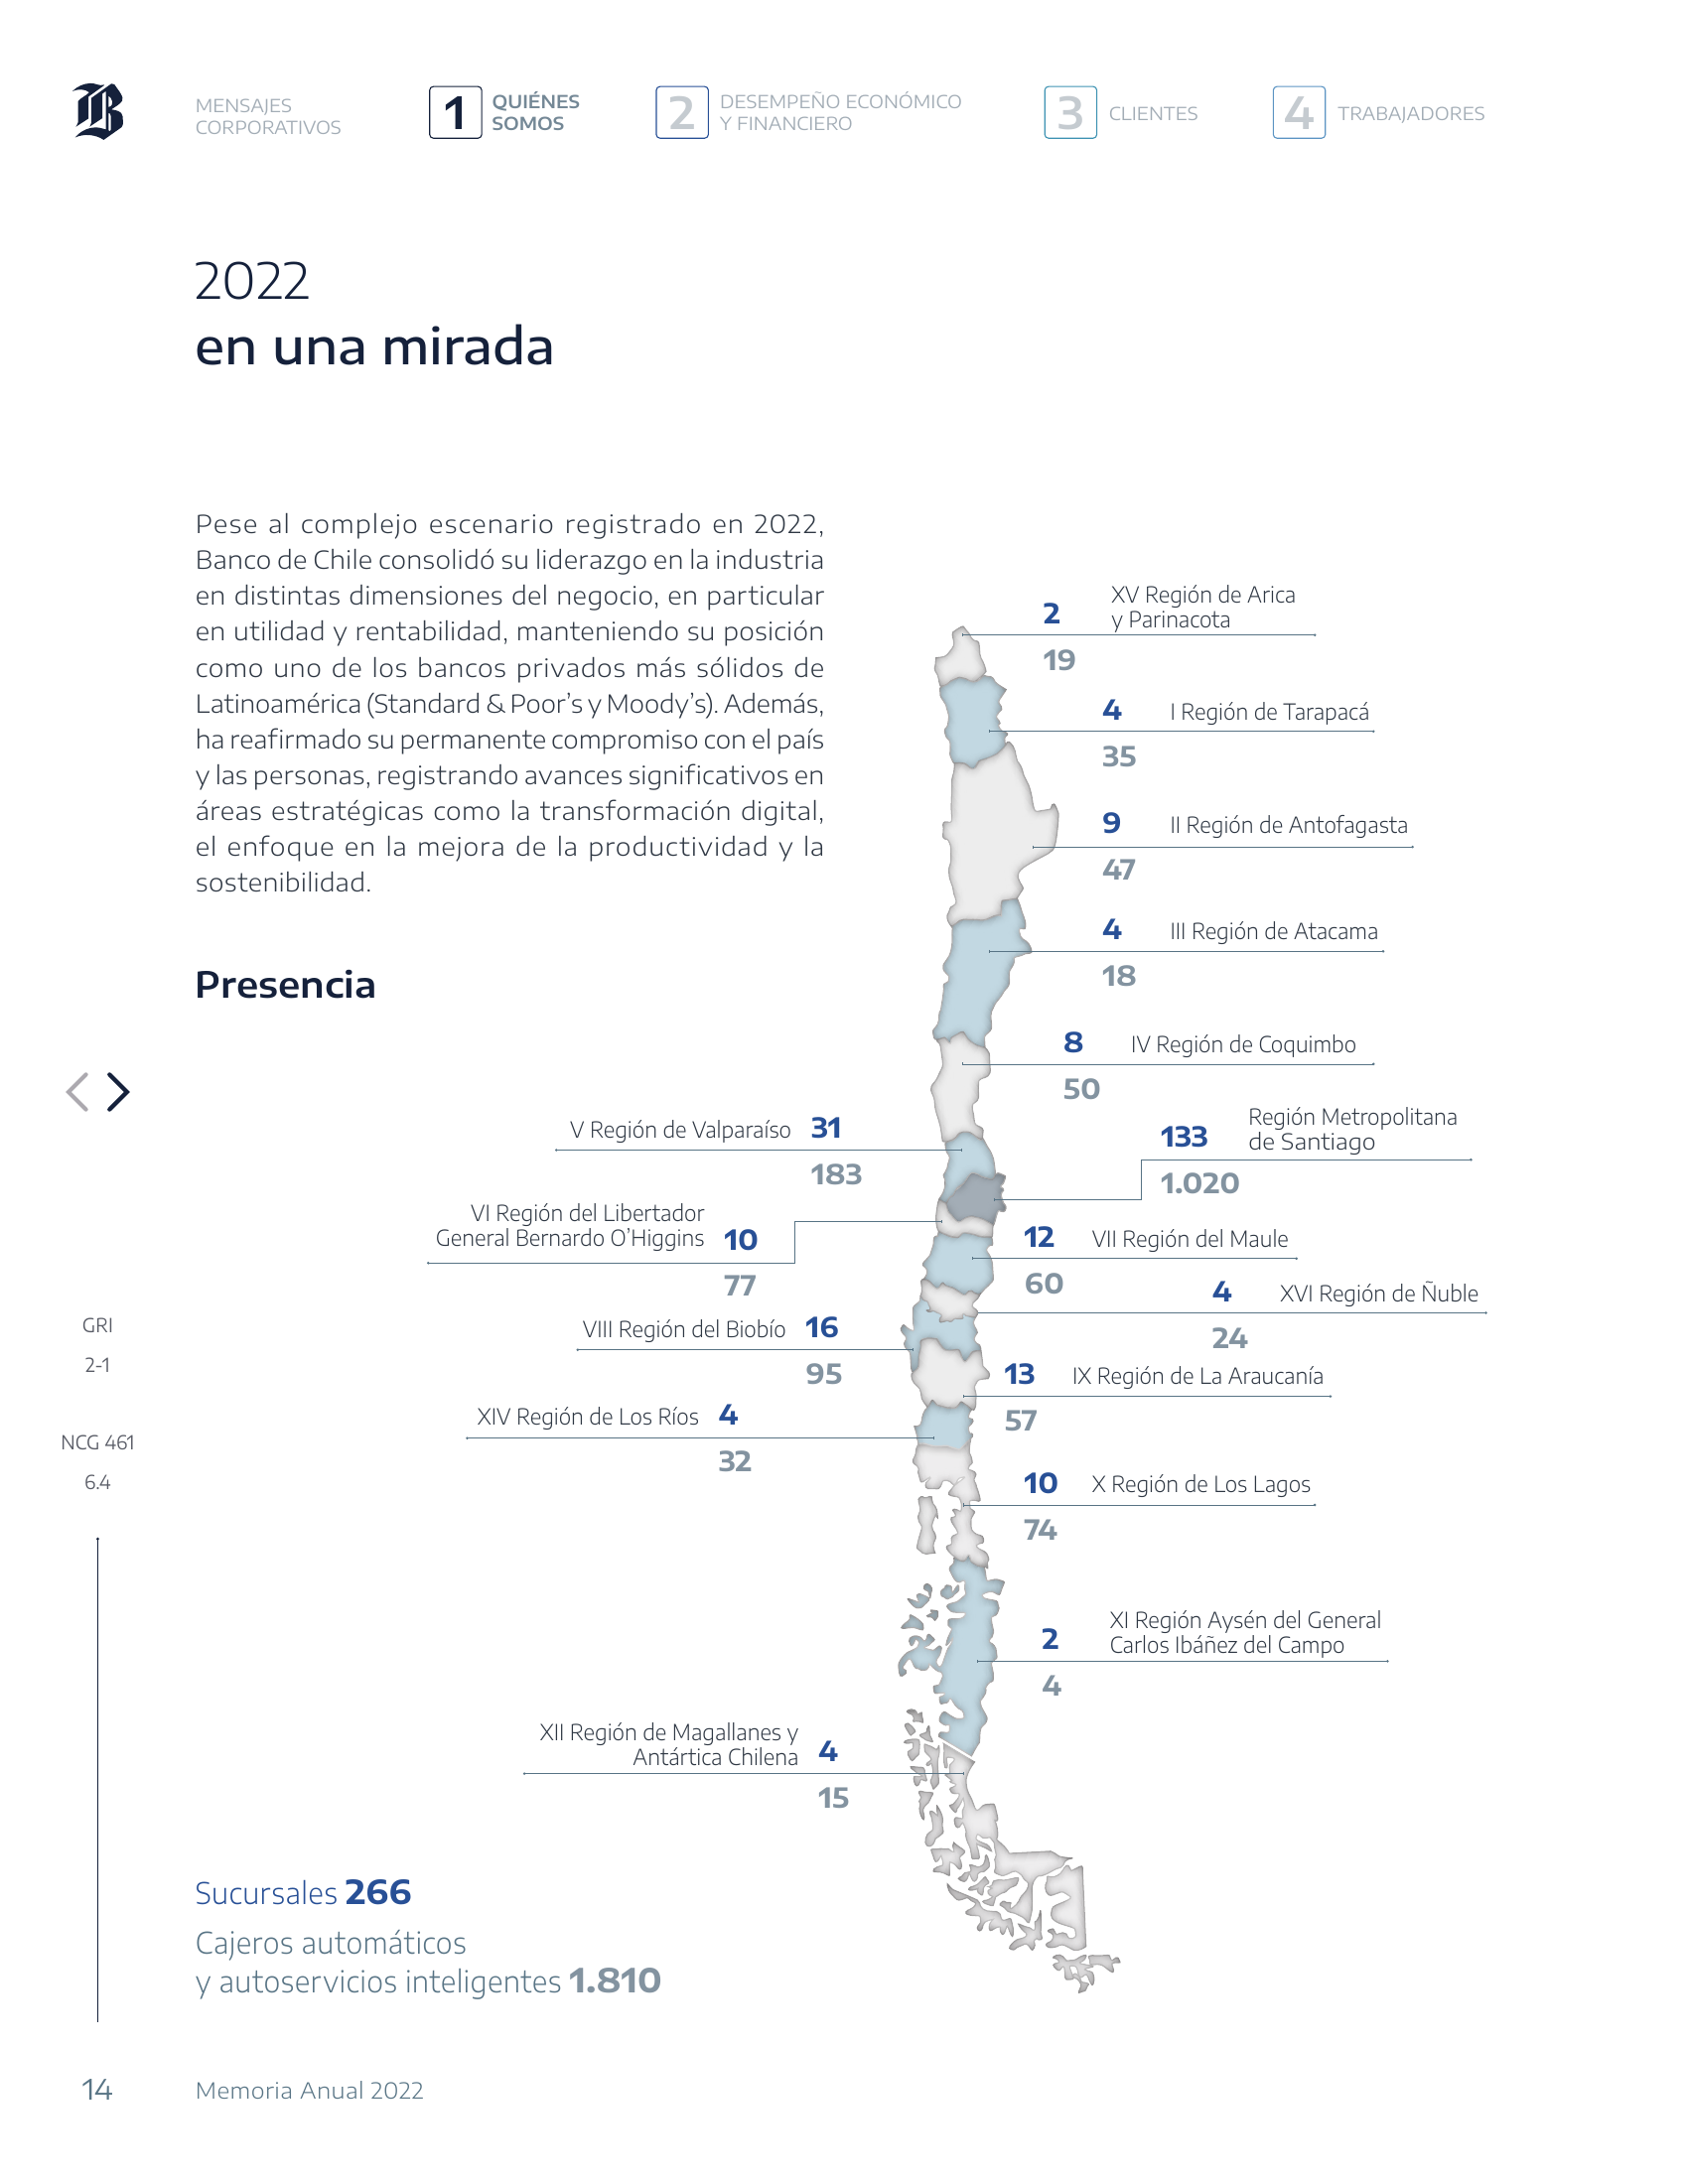 B
MENSAJES
CORPORATIVOS
1
QUIÉNES
SOMOS
2
DESEMPEÑO ECONÓMICO
Y FINANCIERO
3
CLIENTES
4
TRABAJADORES
2022
en una mirada
Pese al complejo escenario registrado en 2022,
Banco de Chile consolidó su liderazgo en la industria
en distintas dimensiones del negocio, en particular
en utilidad y rentabilidad, manteniendo su posición
como uno de los bancos privados más sólidos de
Latinoamérica (Standard & Poor’s y Moody’s). Además,
ha reafirmado su permanente compromiso con el país
y las personas, registrando avances significativos en
áreas estratégicas como la transformación digital,
el enfoque en la mejora de la productividad y la
sostenibilidad.
Presencia
2 XV Región de Arica
y Parinacota
19
4 I Región de Tarapacá
35
9 II Región de Antofagasta
47
4 III Región de Atacama
18
8 IV Región de Coquimbo
50
V Región de Valparaíso 31
183
133 Región Metropolitana
de Santiago
1.020
VI Región del Libertador
General Bernardo O’Higgins 10
77
12 VII Región del Maule
60
4 XVI Región de Ñuble
24
VIII Región del Biobío 16
95
13 IX Región de La Araucanía
57
XIV Región de Los Ríos 4
32
10 X Región de Los Lagos
74
2 XI Región Aysén del General
Carlos Ibáñez del Campo
4
XII Región de Magallanes y
Antártica Chilena 4
15
GRI
2-1
NCG 461
6.4
Sucursales 266
Cajeros automáticos
y autoservicios inteligentes 1.810
14 Memoria Anual 2022